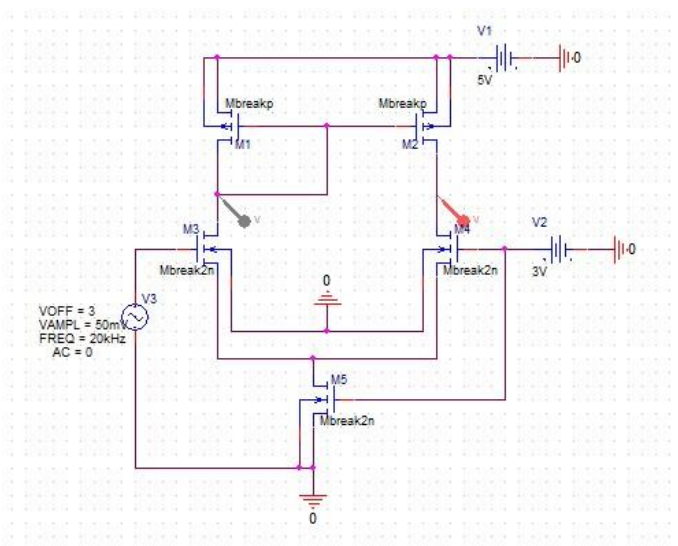 V1
0
5V
Mbreakp
Mbreakp
M1
M2
V
V
M3
M4
V2
0
Mbreak2n
Mbreak2n
3V
0
V3
VOFF = 3
VAMPL = 50mV
FREQ = 20kHz
AC = 0
M5
Mbreak2n
0